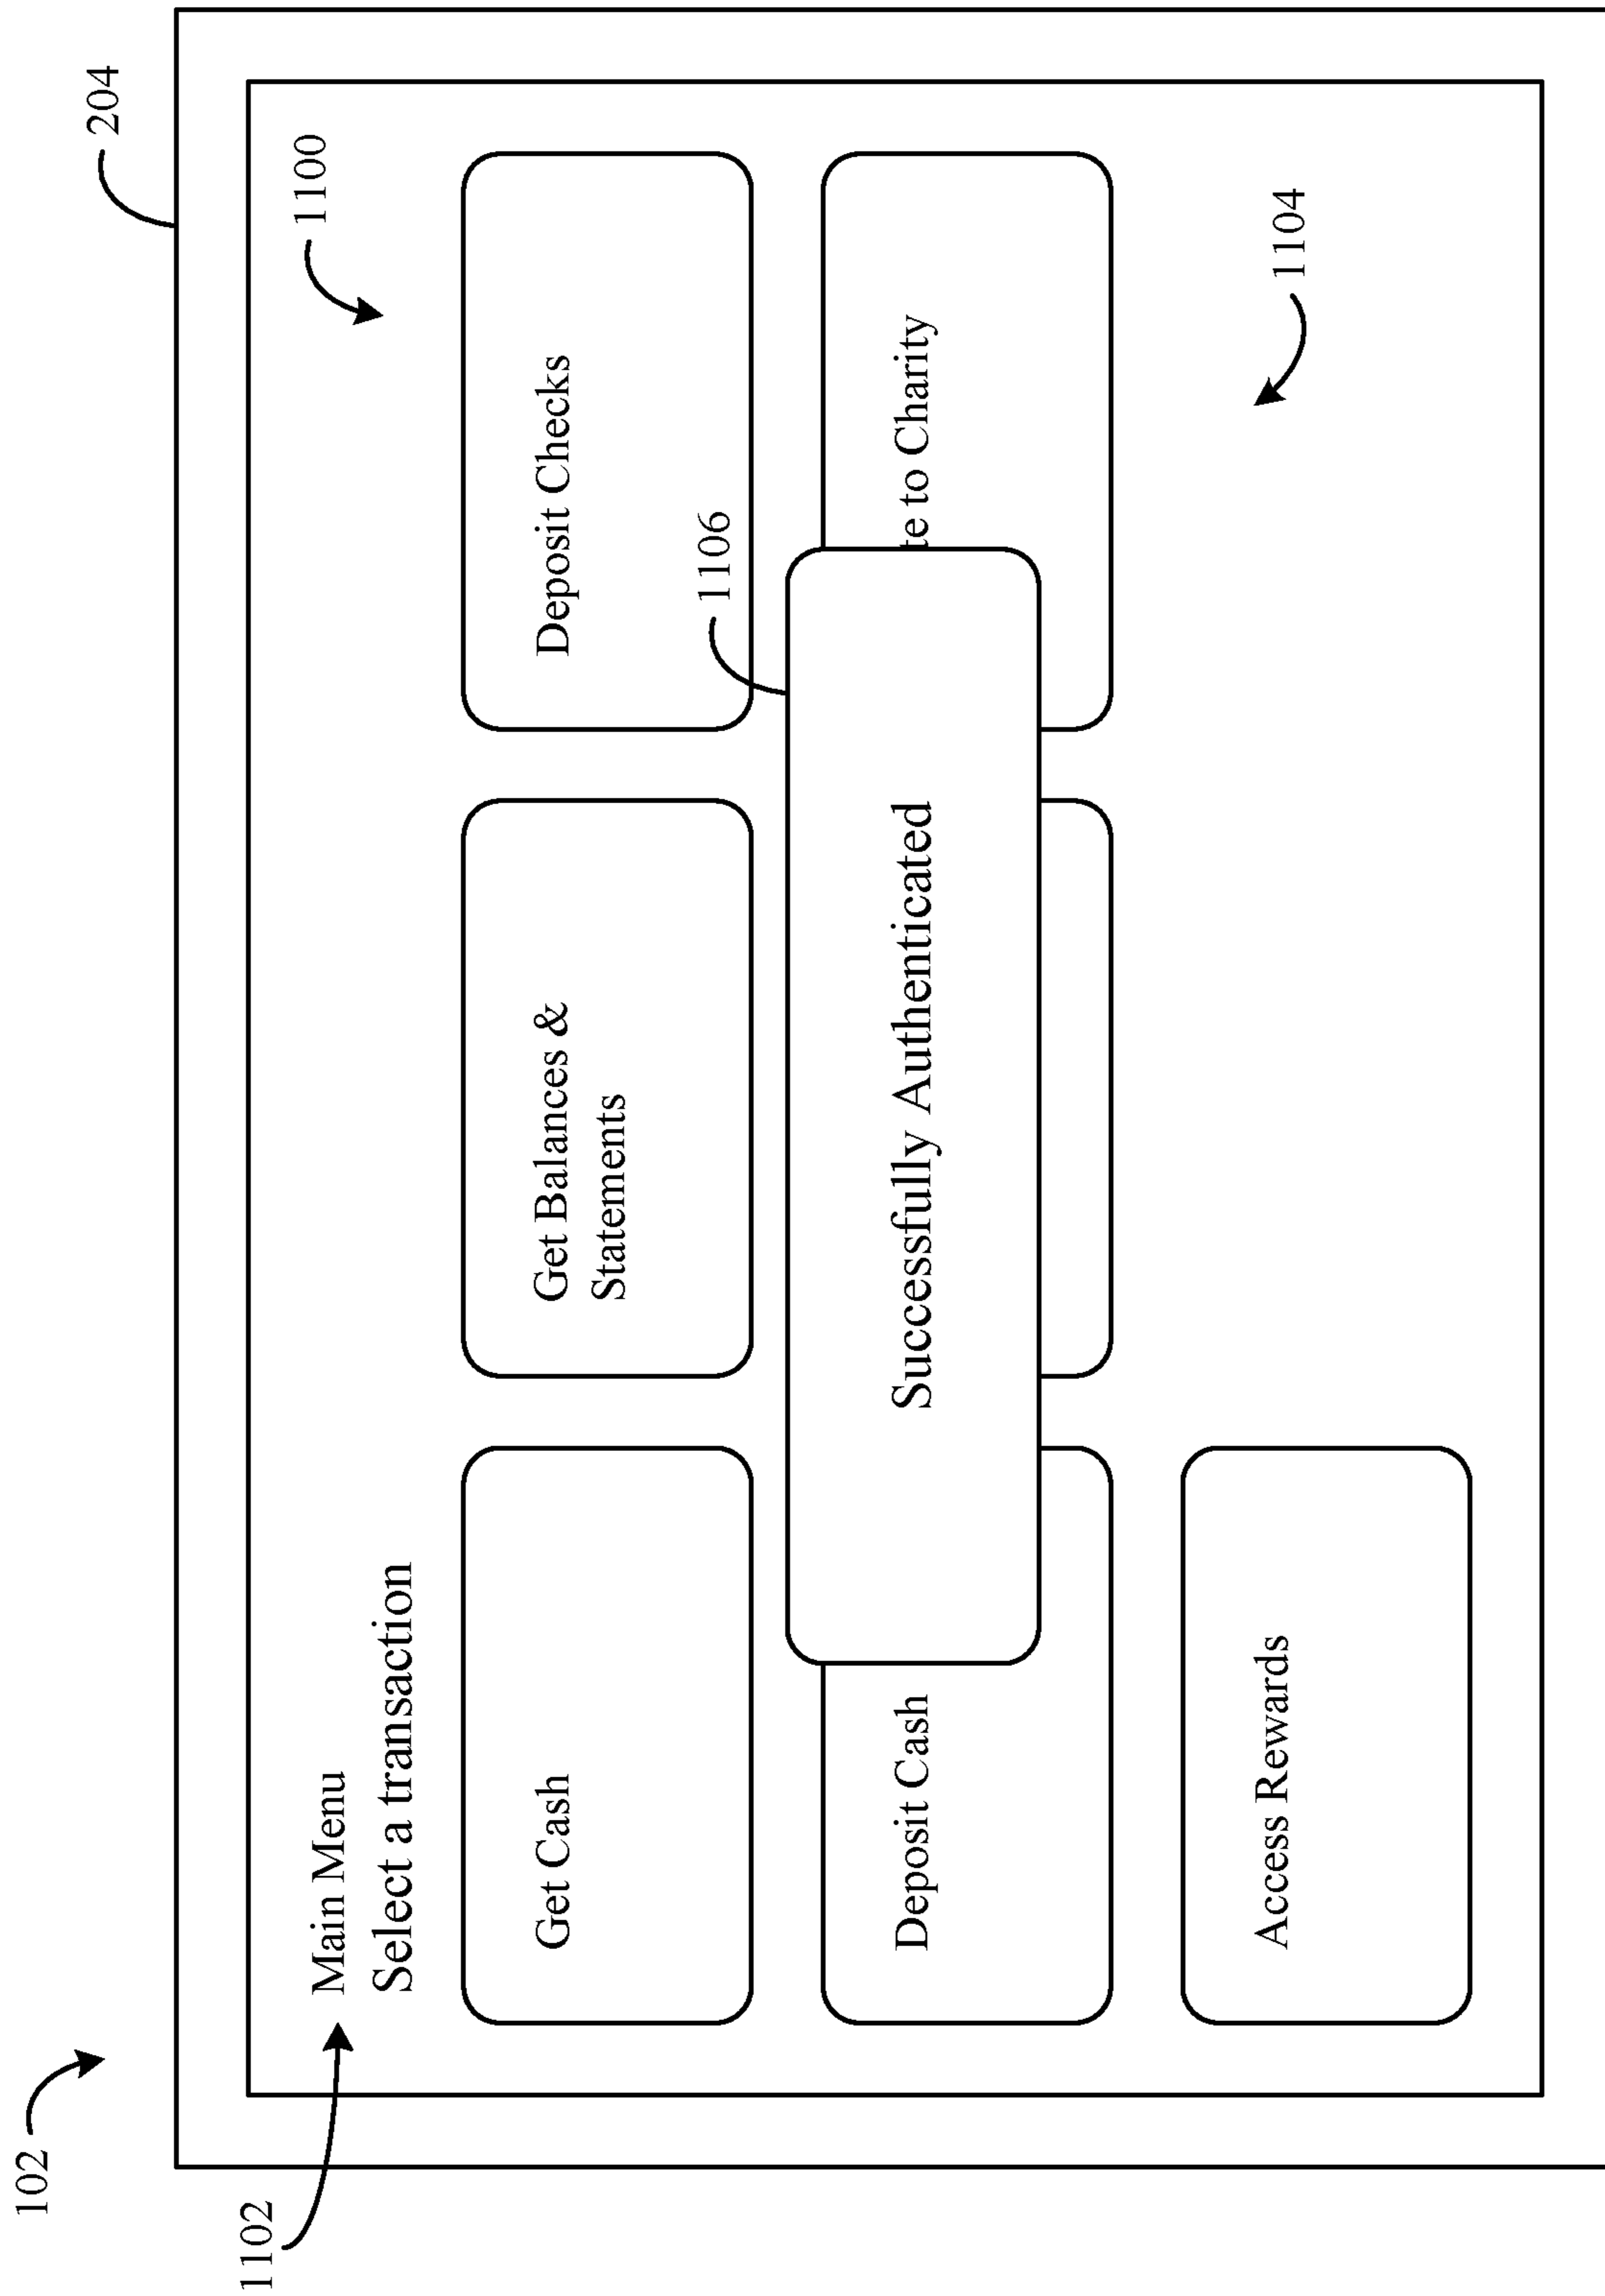 102
204
1102
1100
Main Menu
Select a transaction
Get Cash
Get Balances &
Statements
Deposit Checks
1106
Deposit Cash
Successfully Authenticated
te to Charity
Access Rewards
1104